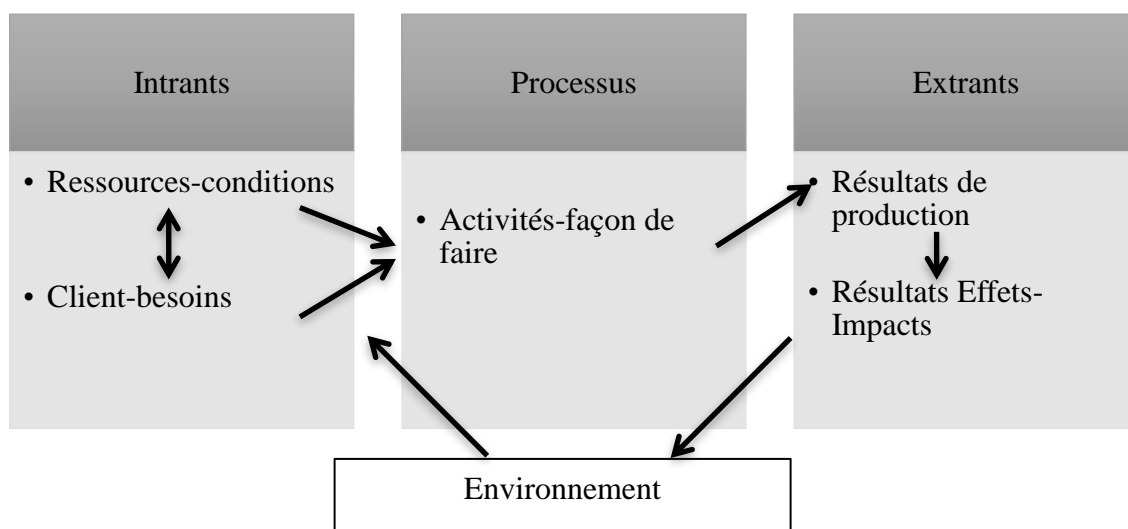 Intrants
• Ressources-conditions
• Client-besoins
Processus
• Activités-façon de
faire
Extrants
• Résultats de
production
• Résultats Effets-
Impacts
Environnement